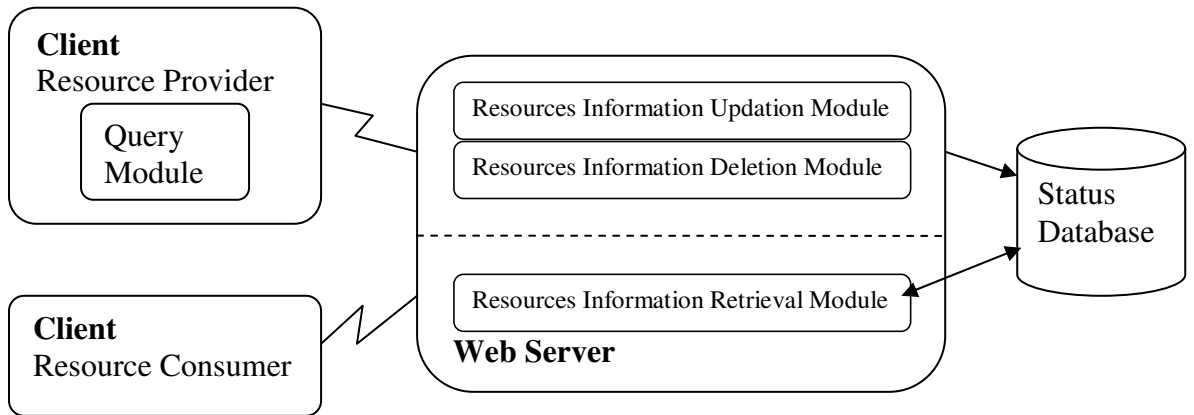 Client
Resource Provider
Query
Module
Client
Resource Consumer
Resources Information Updation Module
Resources Information Deletion Module
Resources Information Retrieval Module
Web Server
Status
Database